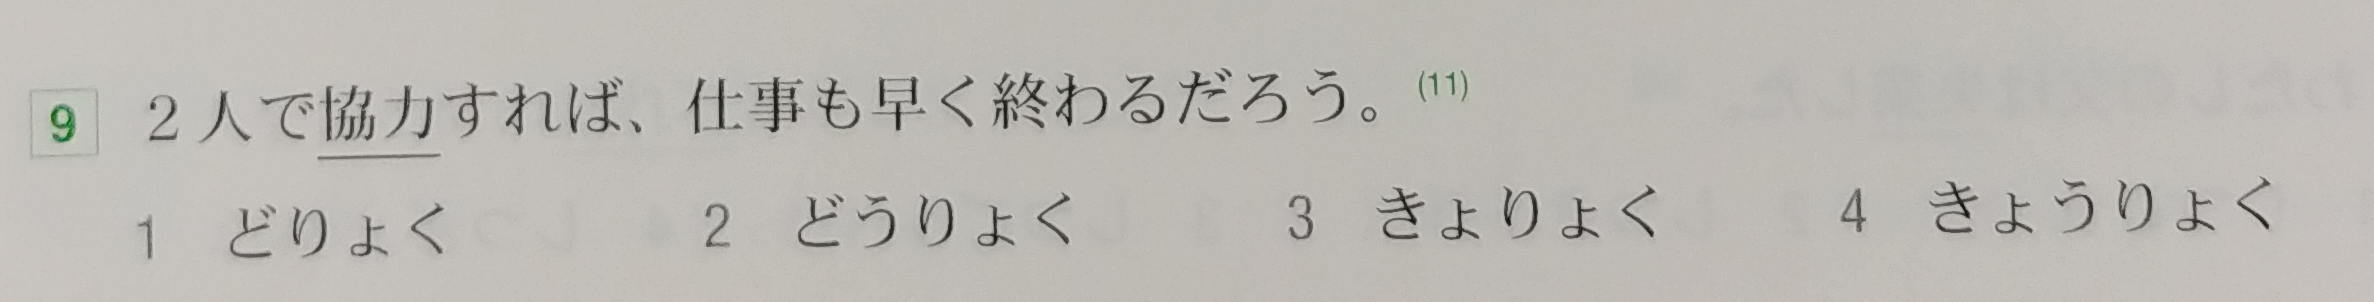 9 2人で協力すれば、仕事も早く終わるだろう。(11)
1 どりょく 2 どうりょく 3 きょりょく 4 きょうりょく